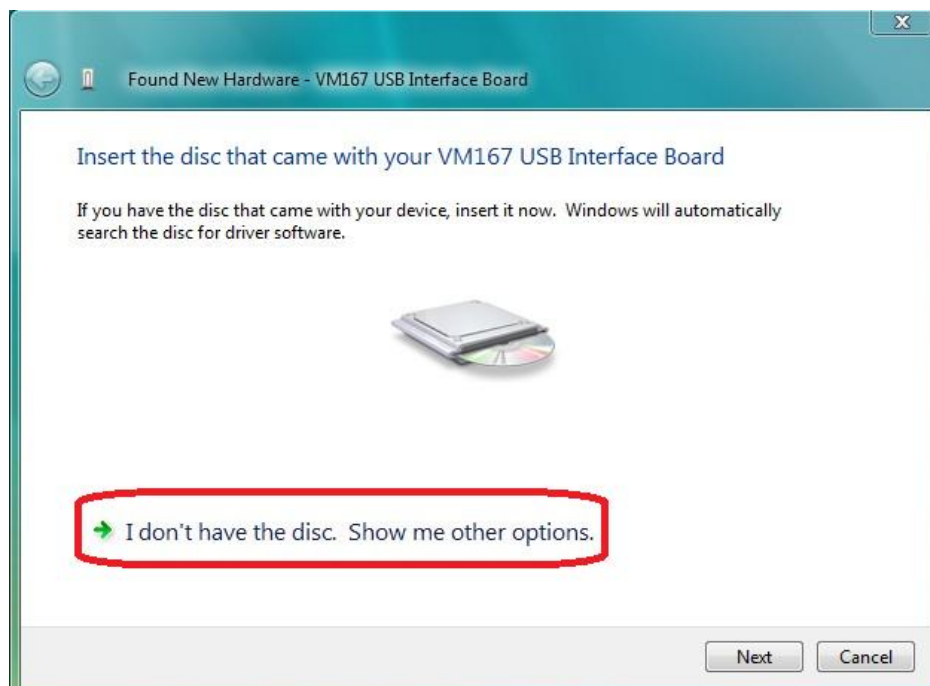 X
Found New Hardware - VM167 USB Interface Board
Insert the disc that came with your VM167 USB Interface Board
If you have the disc that came with your device, insert it now. Windows will automatically
search the disc for driver software.
I don't have the disc. Show me other options.
Next Cancel